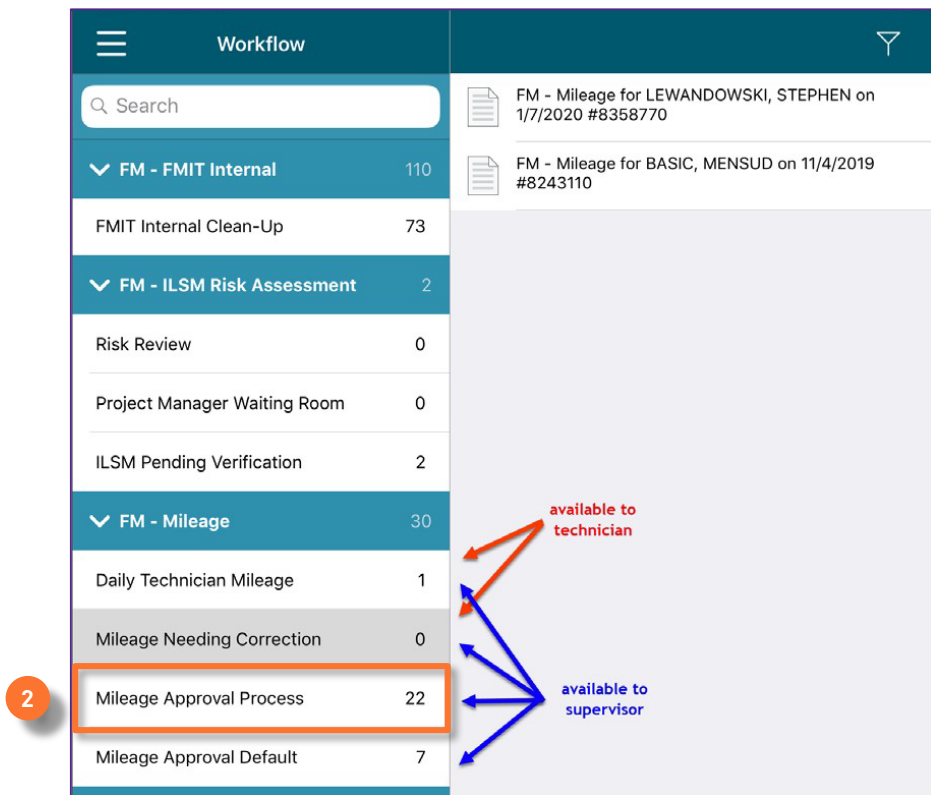 Workflow
Search
FM - FMIT Internal 110
FMIT Internal Clean-Up 73
FM - ILSM Risk Assessment 2
Risk Review 0
Project Manager Waiting Room 0
ILSM Pending Verification 2
FM - Mileage 30
Daily Technician Mileage 1
Mileage Needing Correction 0
2
Mileage Approval Process 22
Mileage Approval Default 7
FM - Mileage for LEWANDOWSKI, STEPHEN on
1/7/2020 #8358770
FM - Mileage for BASIC, MENSUD on 11/4/2019
#8243110
available to
technician
available to
supervisor